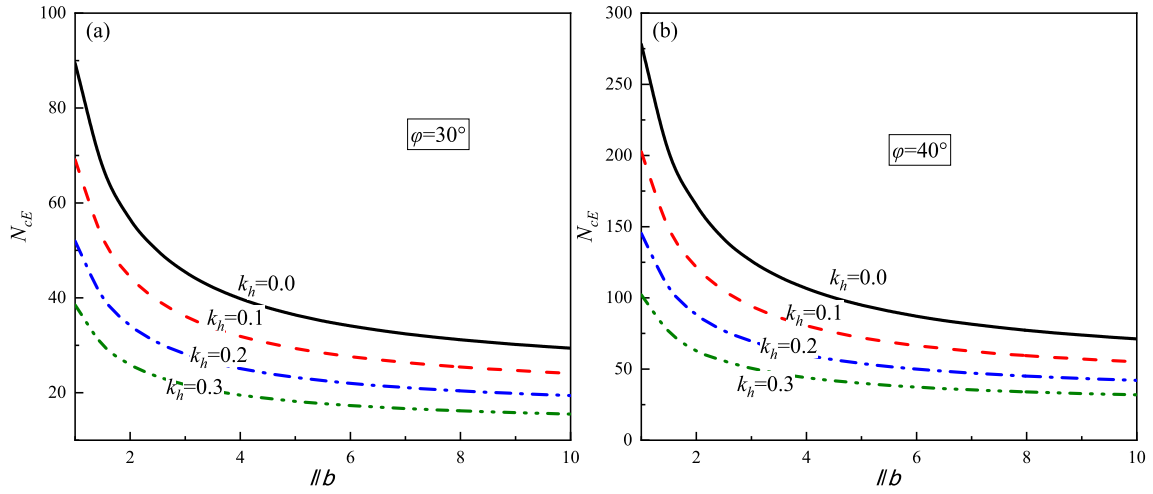 (a)
100
80
60
40
20
N_cE
φ=30°
k_h=0.0
k_h=0.1
k_h=0.2
k_h=0.3
2 4 6 8 10
l/b
(b)
300
250
200
150
100
50
0
N_cE
φ=40°
k_h=0.0
k_h=0.1
k_h=0.2
k_h=0.3
2 4 6 8 10
l/b